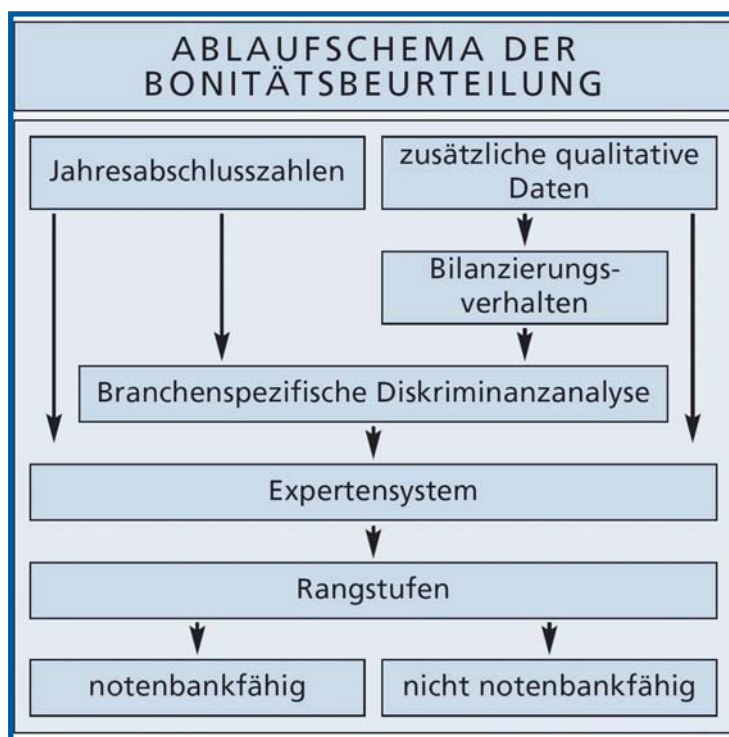 ABLAUFSCHEMA DER
BONITÄTSBEURTEILUNG
Jahresabschlusszahlen
zusätzliche qualitative
Daten
Bilanzierungs-
verhalten
Branchenspezifische Diskriminanzanalyse
Expertensystem
Rangstufen
notenbankfähig
nicht notenbankfähig